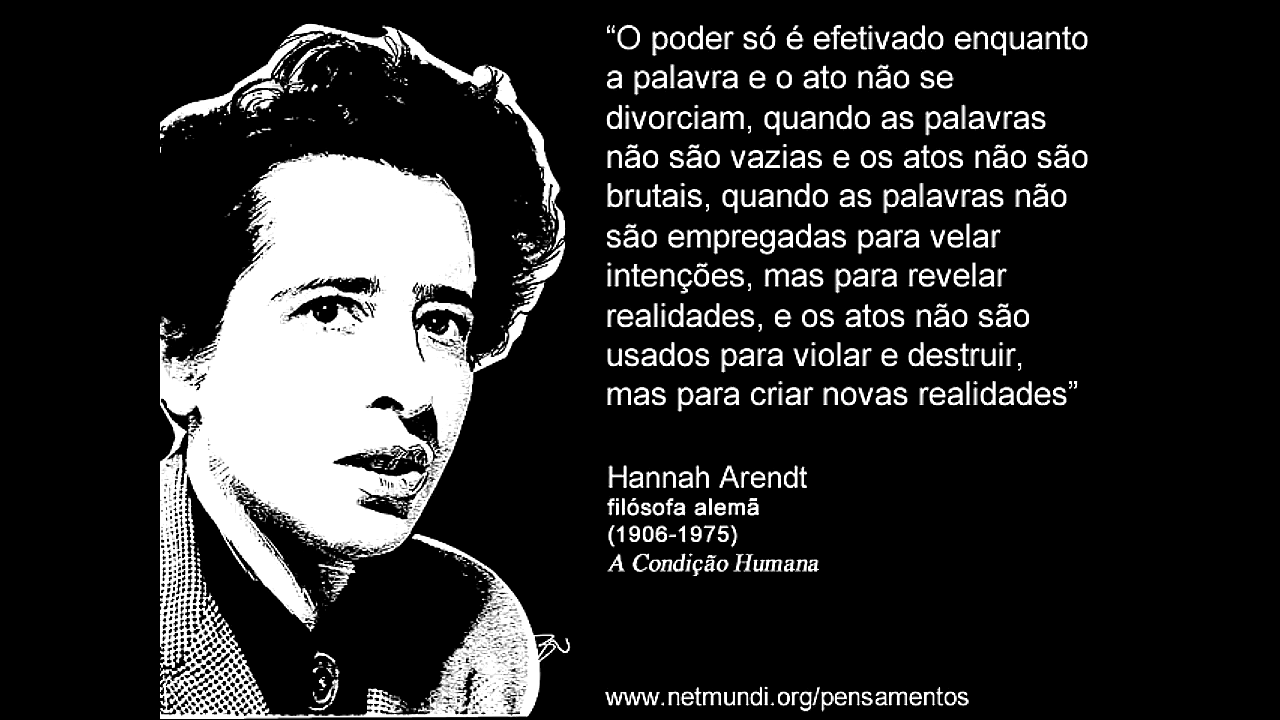 “O poder só é efetivado enquanto
a palavra e o ato não se
divorciam, quando as palavras
não são vazias e os atos não são
brutais, quando as palavras não
são empregadas para velar
intenções, mas para revelar
realidades, e os atos não são
usados para violar e destruir,
mas para criar novas realidades”
Hannah Arendt
filósofa alemã
(1906-1975)
A Condição Humana
www.netmundi.org/pensamentos